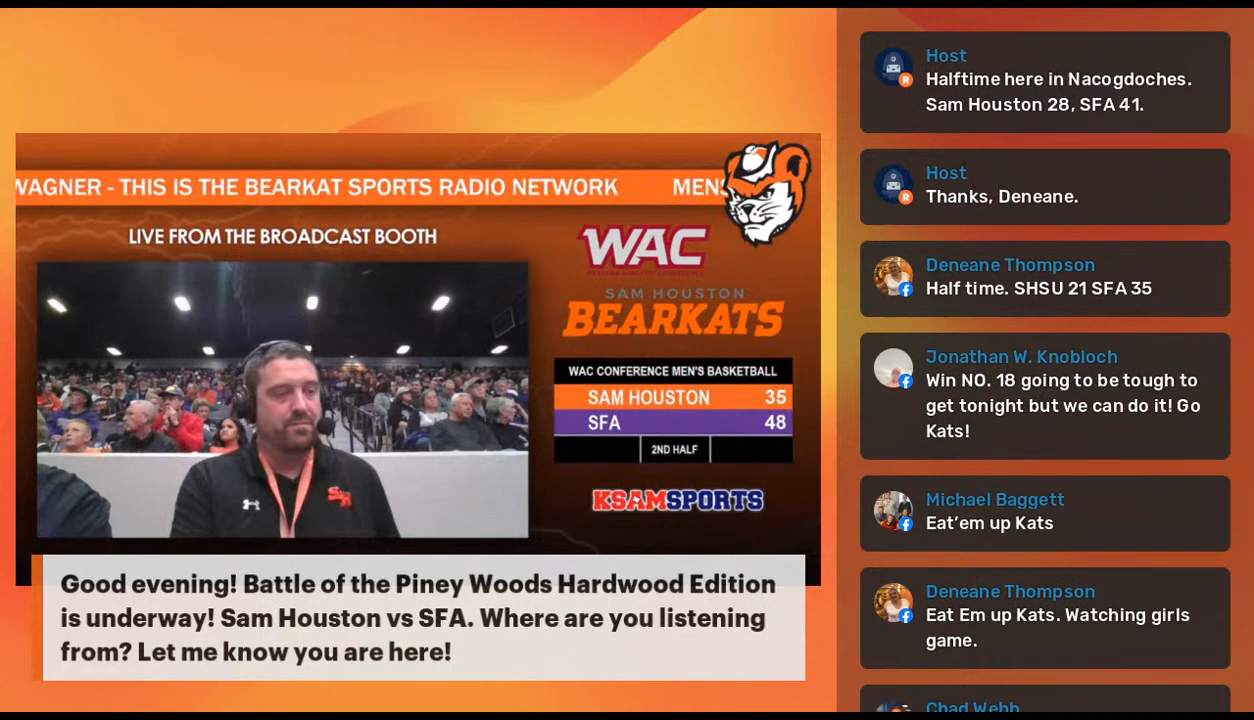 WAGNER - THIS IS THE BEARKAT SPORTS RADIO NETWORK MENS
LIVE FROM THE BROADCAST BOOTH
WAC
SAM HOUSTON
BEARKATS
WAC CONFERENCE MEN'S BASKETBALL
SAM HOUSTON 35
SFA 48
2ND HALF
KSAMSPORTS
Good evening! Battle of the Piney Woods Hardwood Edition
is underway! Sam Houston vs SFA. Where are you listening
from? Let me know you are here!
Host
Halftime here in Nacogdoches.
Sam Houston 28, SFA 41.
Host
Thanks, Deneane.
Deneane Thompson
Half time. SHSU 21 SFA 35
Jonathan W. Knobloch
Win NO. 18 going to be tough to
get tonight but we can do it! Go
Kats!
Michael Baggett
Eat’em up Kats
Deneane Thompson
Eat Em up Kats. Watching girls
game.
Chad Webb